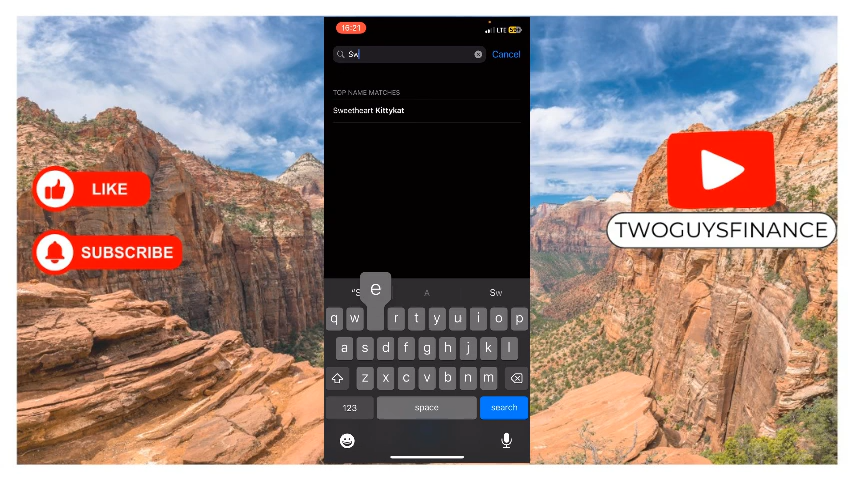 16:21
LTE
Sw
Cancel
TOP NAME MATCHES
Sweetheart Kittykat
LIKE
SUBSCRIBE
TWOGUYSFINANCE
e
A
Sw
q w r t y u i o p
a s d f g h j k l
z x c v b n m
123
space
search